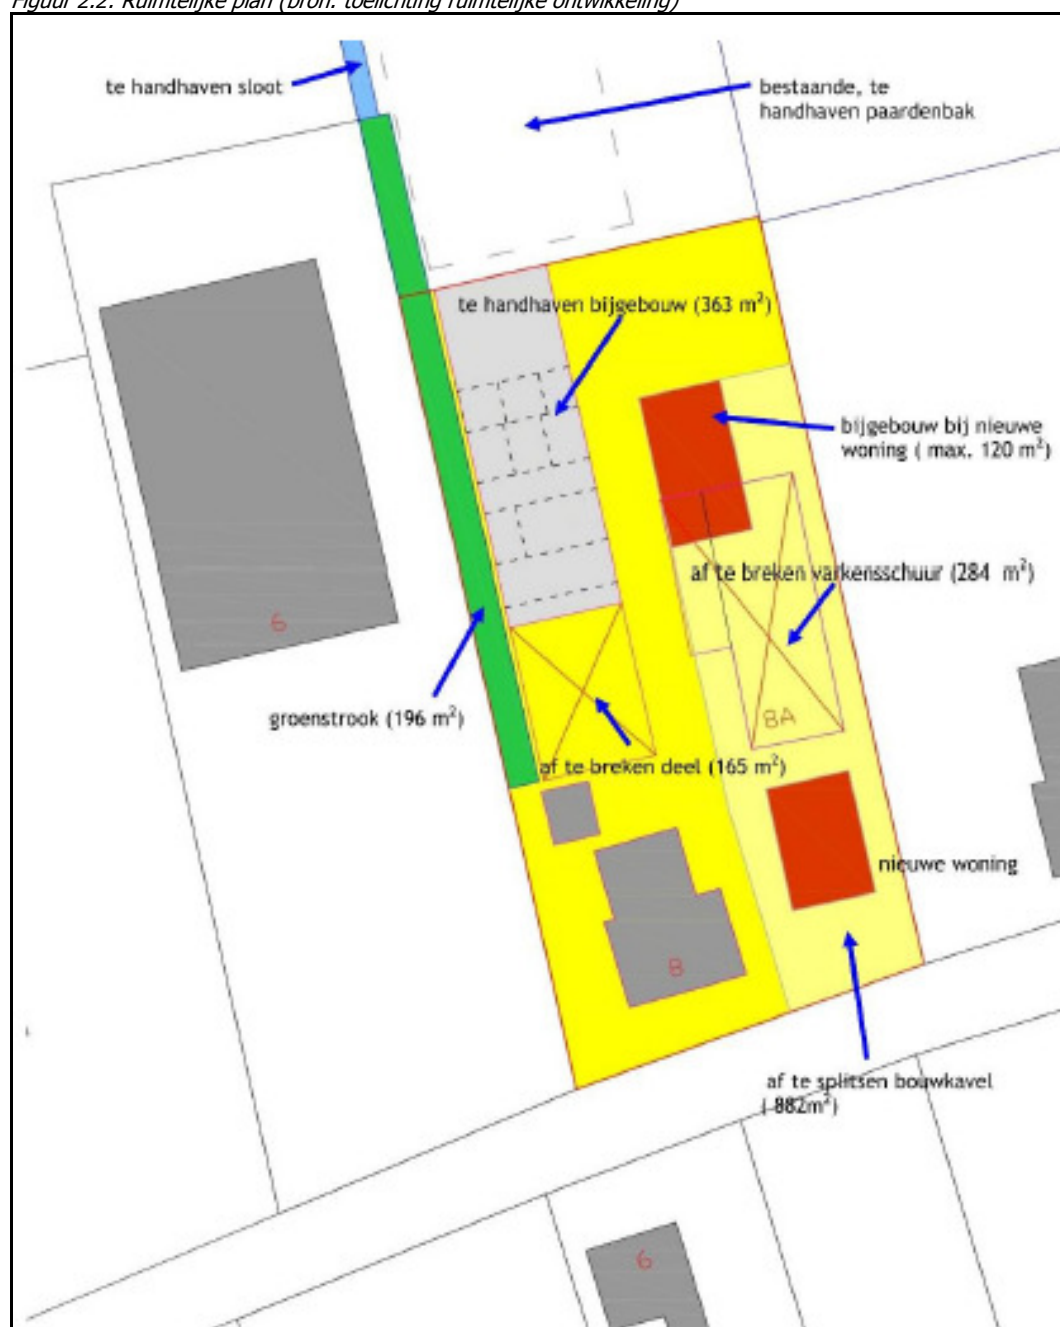 Figuur 2.2: Ruimtelijke plan (bron: toelichting ruimtelijke ontwikkeling)
te handhaven sloot
bestaande, te
handhaven paardenbak
te handhaven bijgebouw (363 m²)
bijgebouw bij nieuwe
woning ( max. 120 m²)
af te breken varkensschuur (284 m²)
6
groenstrook (196 m²)
8A
af te breken deel (165 m²)
nieuwe woning
8
af te splitsen bouwkavel
( 882m²)
6